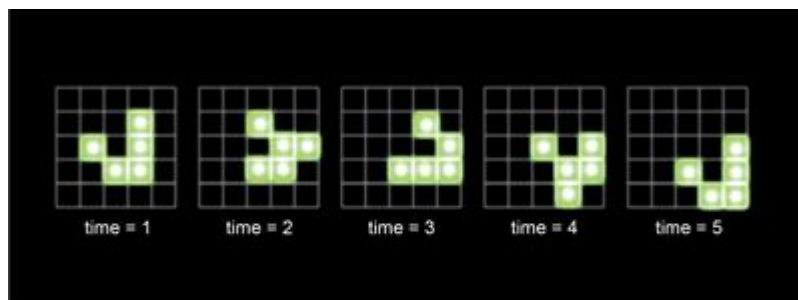 time = 1 time = 2 time = 3 time = 4 time = 5